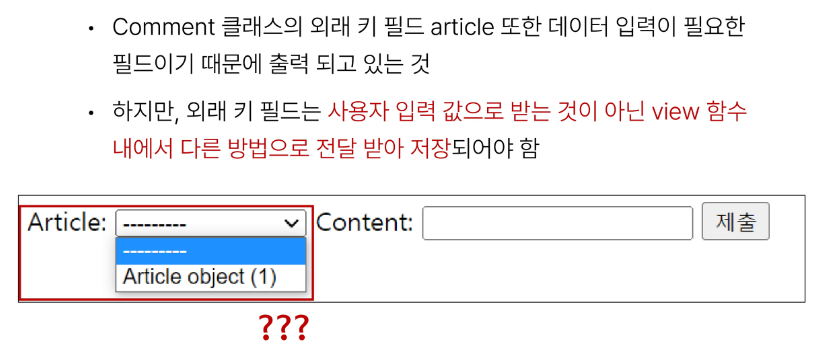 • Comment 클래스의 외래 키 필드 article 또한 데이터 입력이 필요한
필드이기 때문에 출력 되고 있는 것
• 하지만, 외래 키 필드는 사용자 입력 값으로 받는 것이 아닌 view 함수
내에서 다른 방법으로 전달 받아 저장되어야 함
Article: --------- Content: 제출
---------
Article object (1)
???